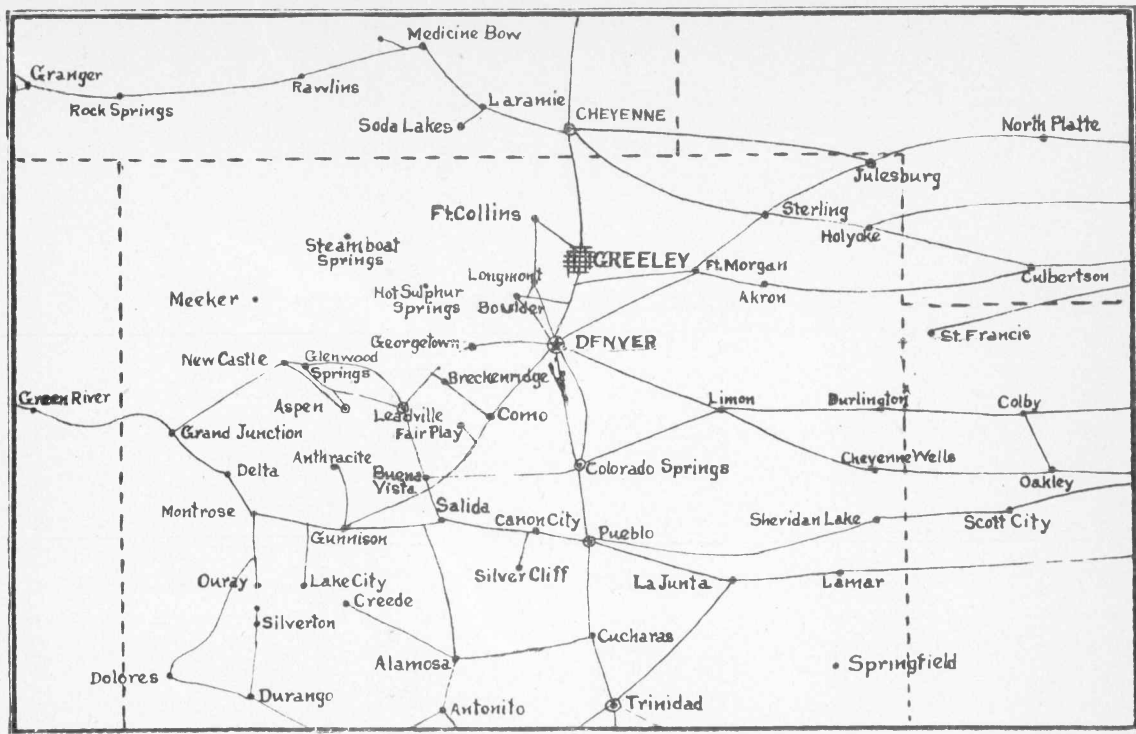 Medicine Bow
Granger
Rawlins
Rock Springs
Laramie
Soda Lakes
CHEYENNE
North Platte
Julesburg
Ft. Collins
Sterling
Holyoke
Steamboat
Springs
GREELEY
Ft. Morgan
Longmont
Culbertson
Akron
Hot Sulphur
Springs
Boulder
Meeker
St. Francis
Georgetown
DENVER
New Castle
Glenwood
Springs
Breckenridge
Green River
Aspen
Leadville
Como
Limon
Burlington
Colby
Fair Play
Grand Junction
Anthracite
Delta
Buena
Vista
Colorado Springs
Cheyenne Wells
Oakley
Montrose
Salida
Canon City
Gunnison
Pueblo
Sheridan Lake
Scott City
Ouray
Lake City
Silver Cliff
La Junta
Lamar
Creede
Silverton
Cucharas
Alamosa
Springfield
Dolores
Durango
Antonito
Trinidad